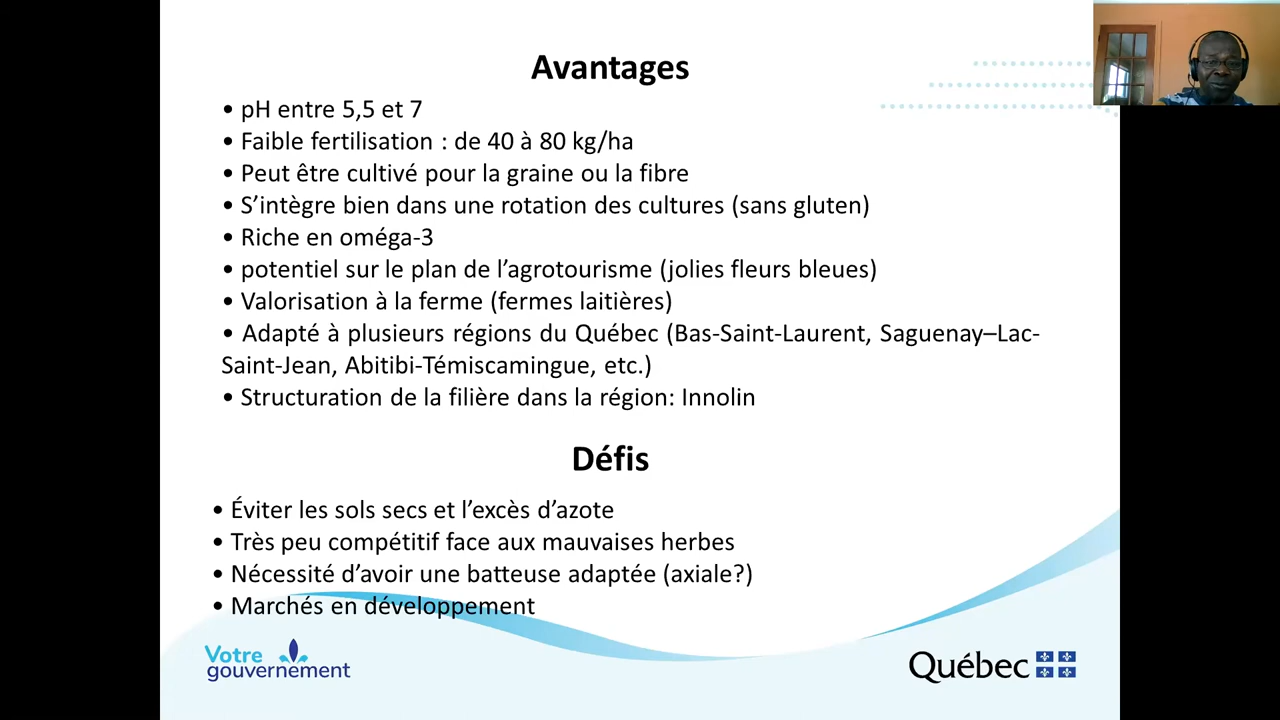 Avantages
• pH entre 5,5 et 7
• Faible fertilisation : de 40 à 80 kg/ha
• Peut être cultivé pour la graine ou la fibre
• S’intègre bien dans une rotation des cultures (sans gluten)
• Riche en oméga-3
• potentiel sur le plan de l’agrotourisme (jolies fleurs bleues)
• Valorisation à la ferme (fermes laitières)
• Adapté à plusieurs régions du Québec (Bas-Saint-Laurent, Saguenay–Lac-
Saint-Jean, Abitibi-Témiscamingue, etc.)
• Structuration de la filière dans la région: Innolin
Défis
• Éviter les sols secs et l’excès d’azote
• Très peu compétitif face aux mauvaises herbes
• Nécessité d’avoir une batteuse adaptée (axiale?)
• Marchés en développement
Votre
gouvernement
Québec